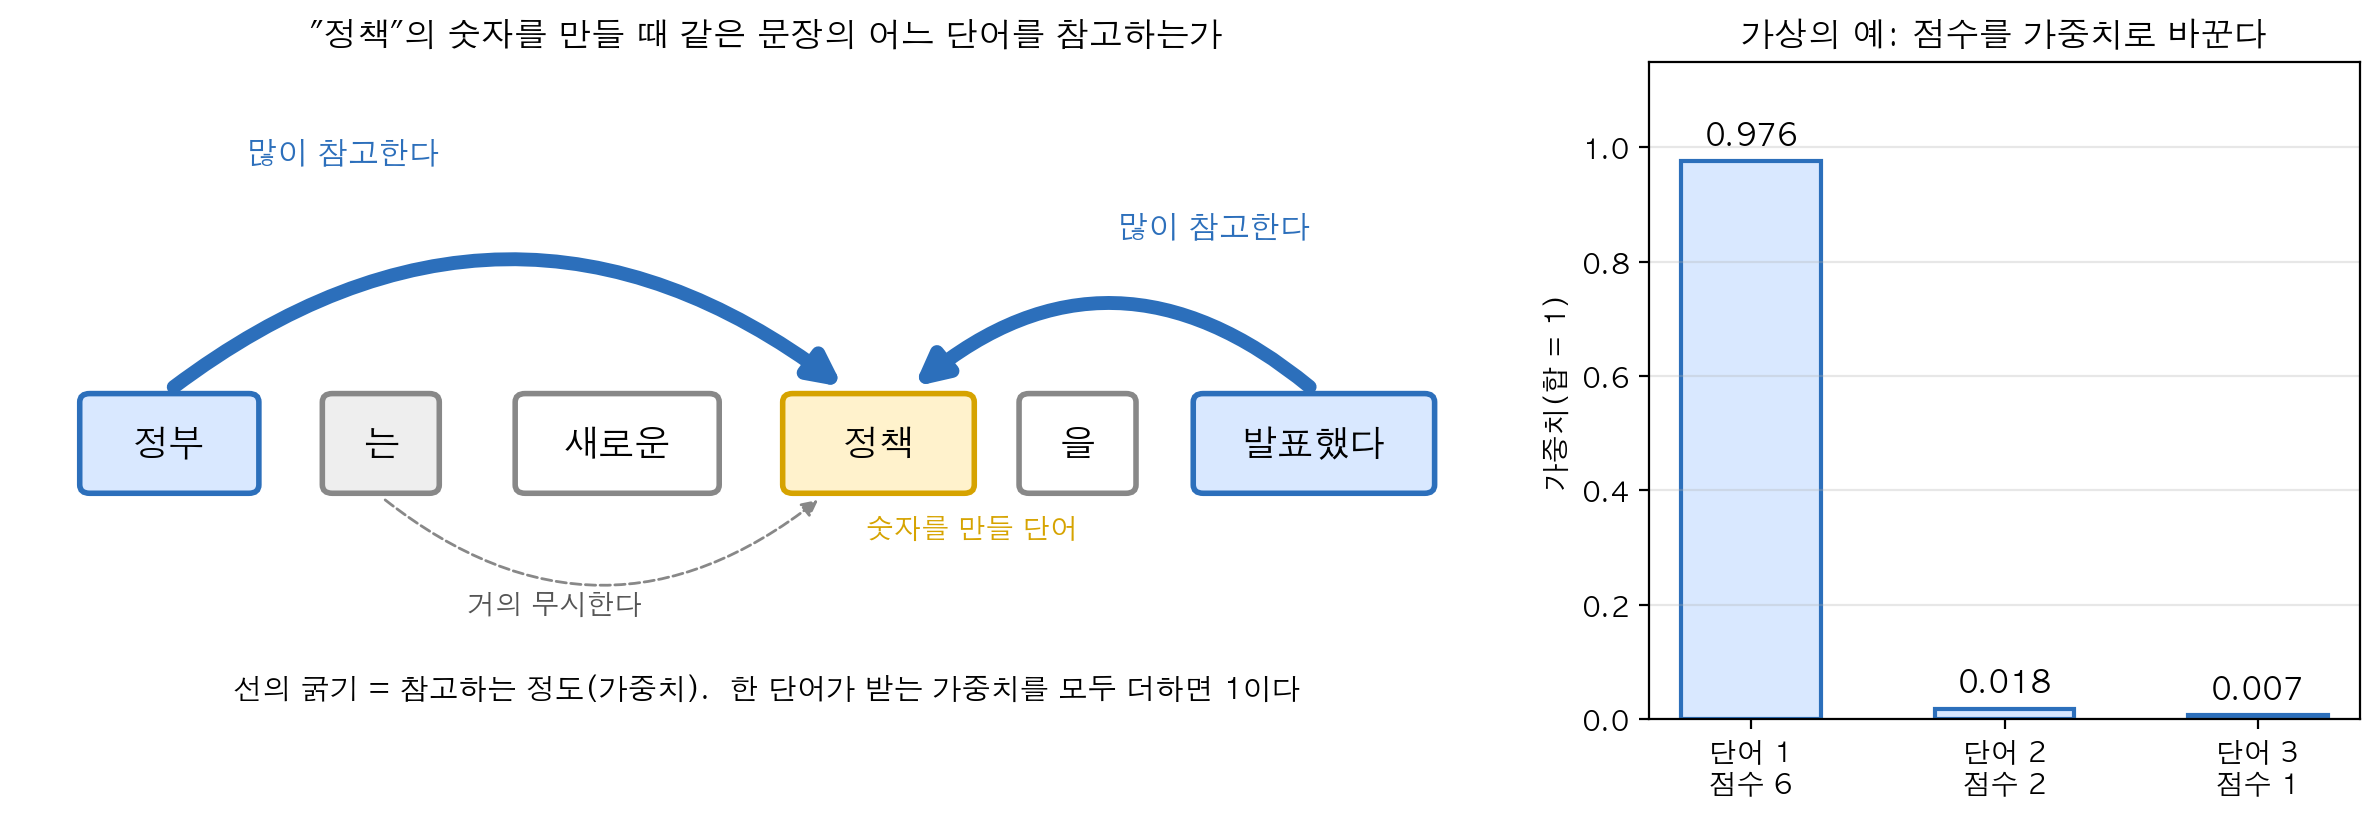 "정책"의 숫자를 만들 때 같은 문장의 어느 단어를 참고하는가
많이 참고한다
많이 참고한다
정부 는 새로운 정책 을 발표했다
숫자를 만들 단어
거의 무시한다
선의 굵기 = 참고하는 정도(가중치). 한 단어가 받는 가중치를 모두 더하면 1이다
가상의 예: 점수를 가중치로 바꾼다
가중치(합 = 1)
1.0
0.8
0.6
0.4
0.2
0.0
0.976
0.018
0.007
단어 1 단어 2 단어 3
점수 6 점수 2 점수 1